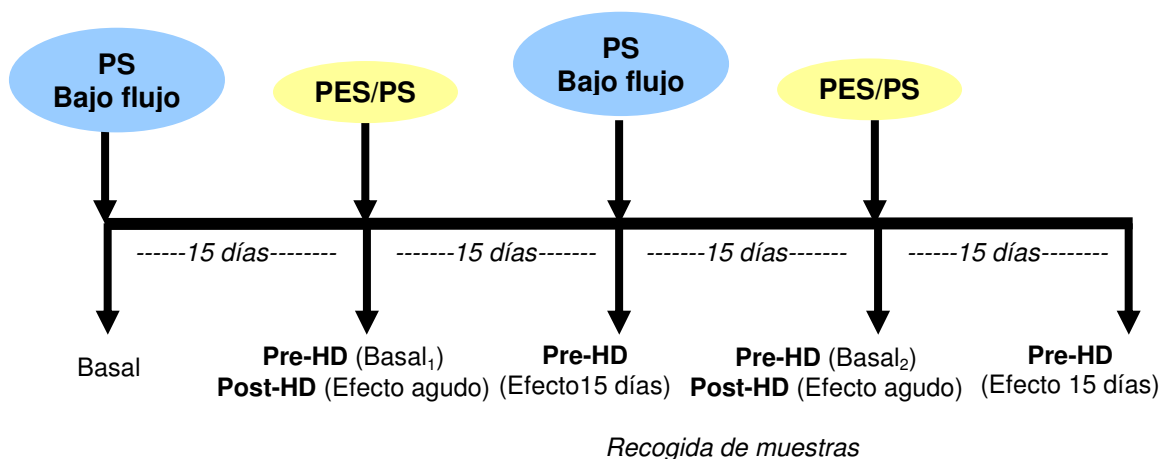 PS
Bajo flujo
PES/PS
PS
Bajo flujo
PES/PS
------15 días--------
-------15 días-------
-------15 días-------
-------15 días--------
Basal
Pre-HD (Basal₁)
Post-HD (Efecto agudo)
Pre-HD
(Efecto15 días)
Pre-HD (Basal₂)
Post-HD (Efecto agudo)
Pre-HD
(Efecto 15 días)
Recogida de muestras